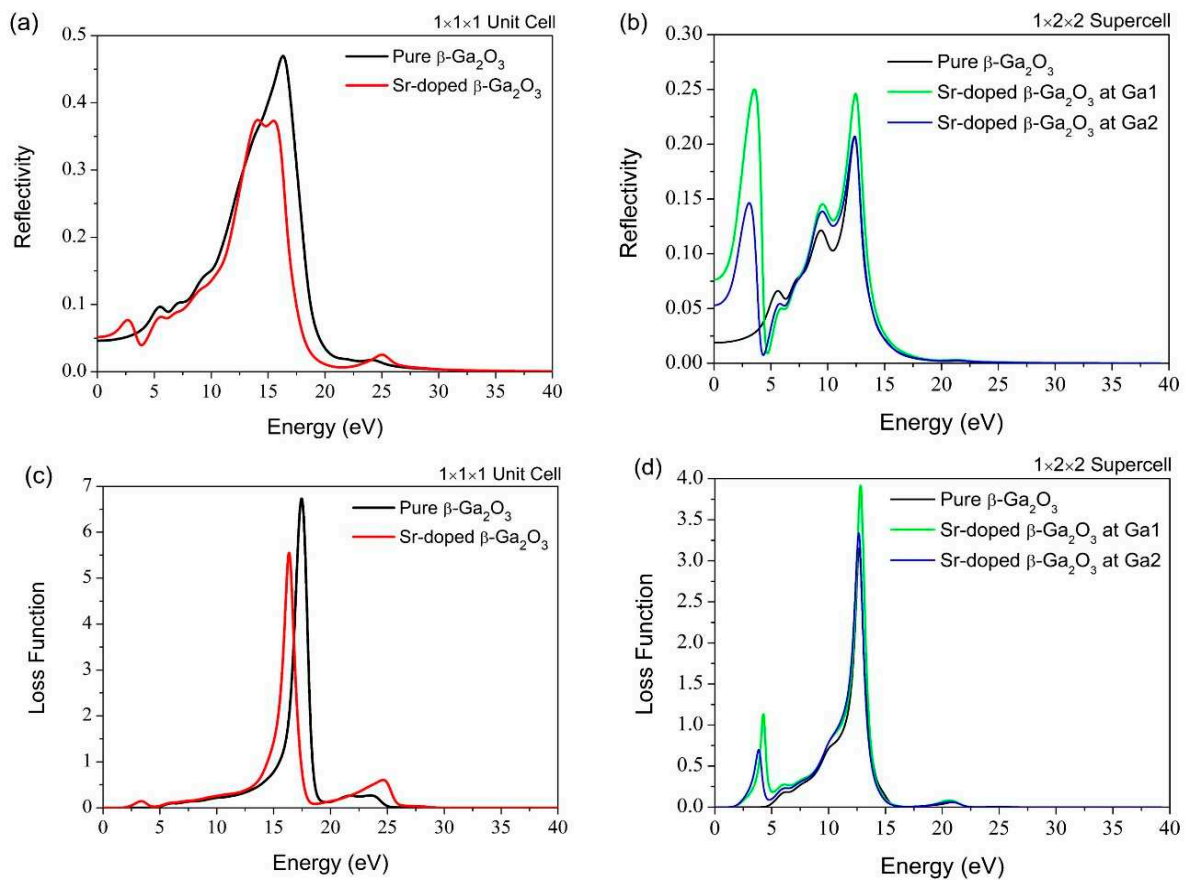 (a)
1×1×1 Unit Cell
Pure β-Ga₂O₃
Sr-doped β-Ga₂O₃
Reflectivity
0.5
0.4
0.3
0.2
0.1
0.0
0 5 10 15 20 25 30 35 40
Energy (eV)
(b)
1×2×2 Supercell
Pure β-Ga₂O₃
Sr-doped β-Ga₂O₃ at Ga1
Sr-doped β-Ga₂O₃ at Ga2
Reflectivity
0.30
0.25
0.20
0.15
0.10
0.05
0.00
0 5 10 15 20 25 30 35 40
Energy (eV)
(c)
1×1×1 Unit Cell
Pure β-Ga₂O₃
Sr-doped β-Ga₂O₃
Loss Function
7
6
5
4
3
2
1
0
0 5 10 15 20 25 30 35 40
Energy (eV)
(d)
1×2×2 Supercell
Pure β-Ga₂O₃
Sr-doped β-Ga₂O₃ at Ga1
Sr-doped β-Ga₂O₃ at Ga2
Loss Function
4.0
3.5
3.0
2.5
2.0
1.5
1.0
0.5
0.0
0 5 10 15 20 25 30 35 40
Energy (eV)